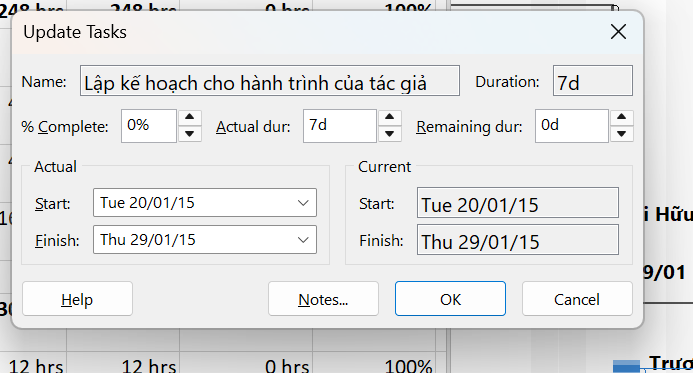 248 hrs 248 hrs 0 hrs 100%
Update Tasks
Name: Lập kế hoạch cho hành trình của tác giả Duration: 7d
% Complete: 0% Actual dur: 7d Remaining dur: 0d
Actual Current
Start: Tue 20/01/15 Start: Tue 20/01/15
i Hữu
Finish: Thu 29/01/15 Finish: Thu 29/01/15
9/01
Help Notes... OK Cancel
12 hrs 12 hrs 0 hrs 100% Trươ